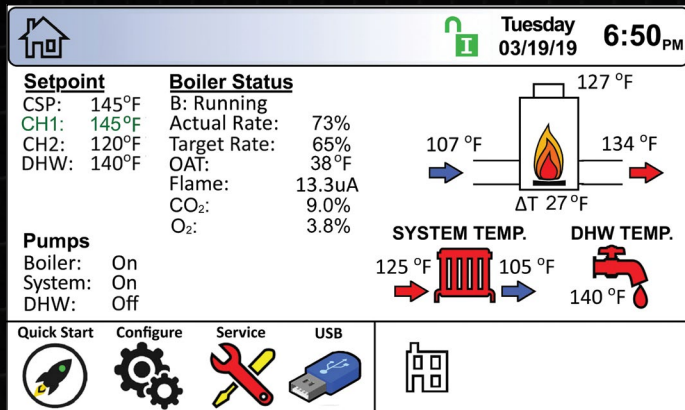 I
Tuesday
03/19/19
6:50 PM
Setpoint
CSP: 145°F
CH1: 145°F
CH2: 120°F
DHW: 140°F
Boiler Status
B: Running
Actual Rate: 73%
Target Rate: 65%
OAT: 38°F
Flame: 13.3uA
CO₂: 9.0%
O₂: 3.8%
127 °F
107 °F
134 °F
ΔT 27 °F
Pumps
Boiler: On
System: On
DHW: Off
SYSTEM TEMP.
125 °F
105 °F
DHW TEMP.
140 °F
Quick Start
Configure
Service
USB